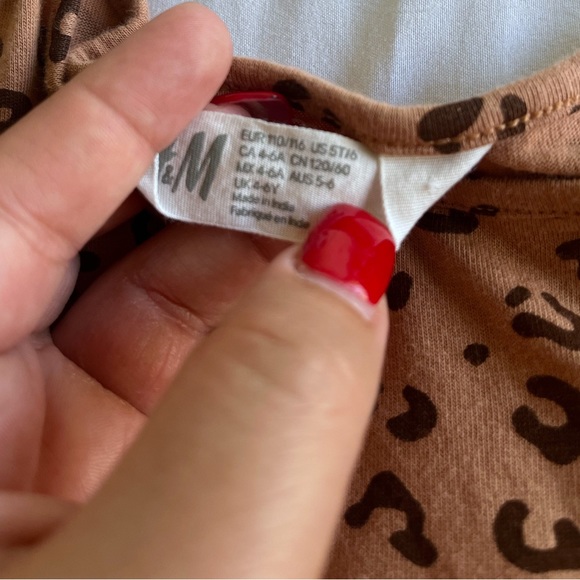 H&M
EUR 110/116 US 5T/6
CA 4-6A CN 120/60
MX 4-6A AUS 5-6
UK 4-6Y
Made in India
Fabriqué en Inde